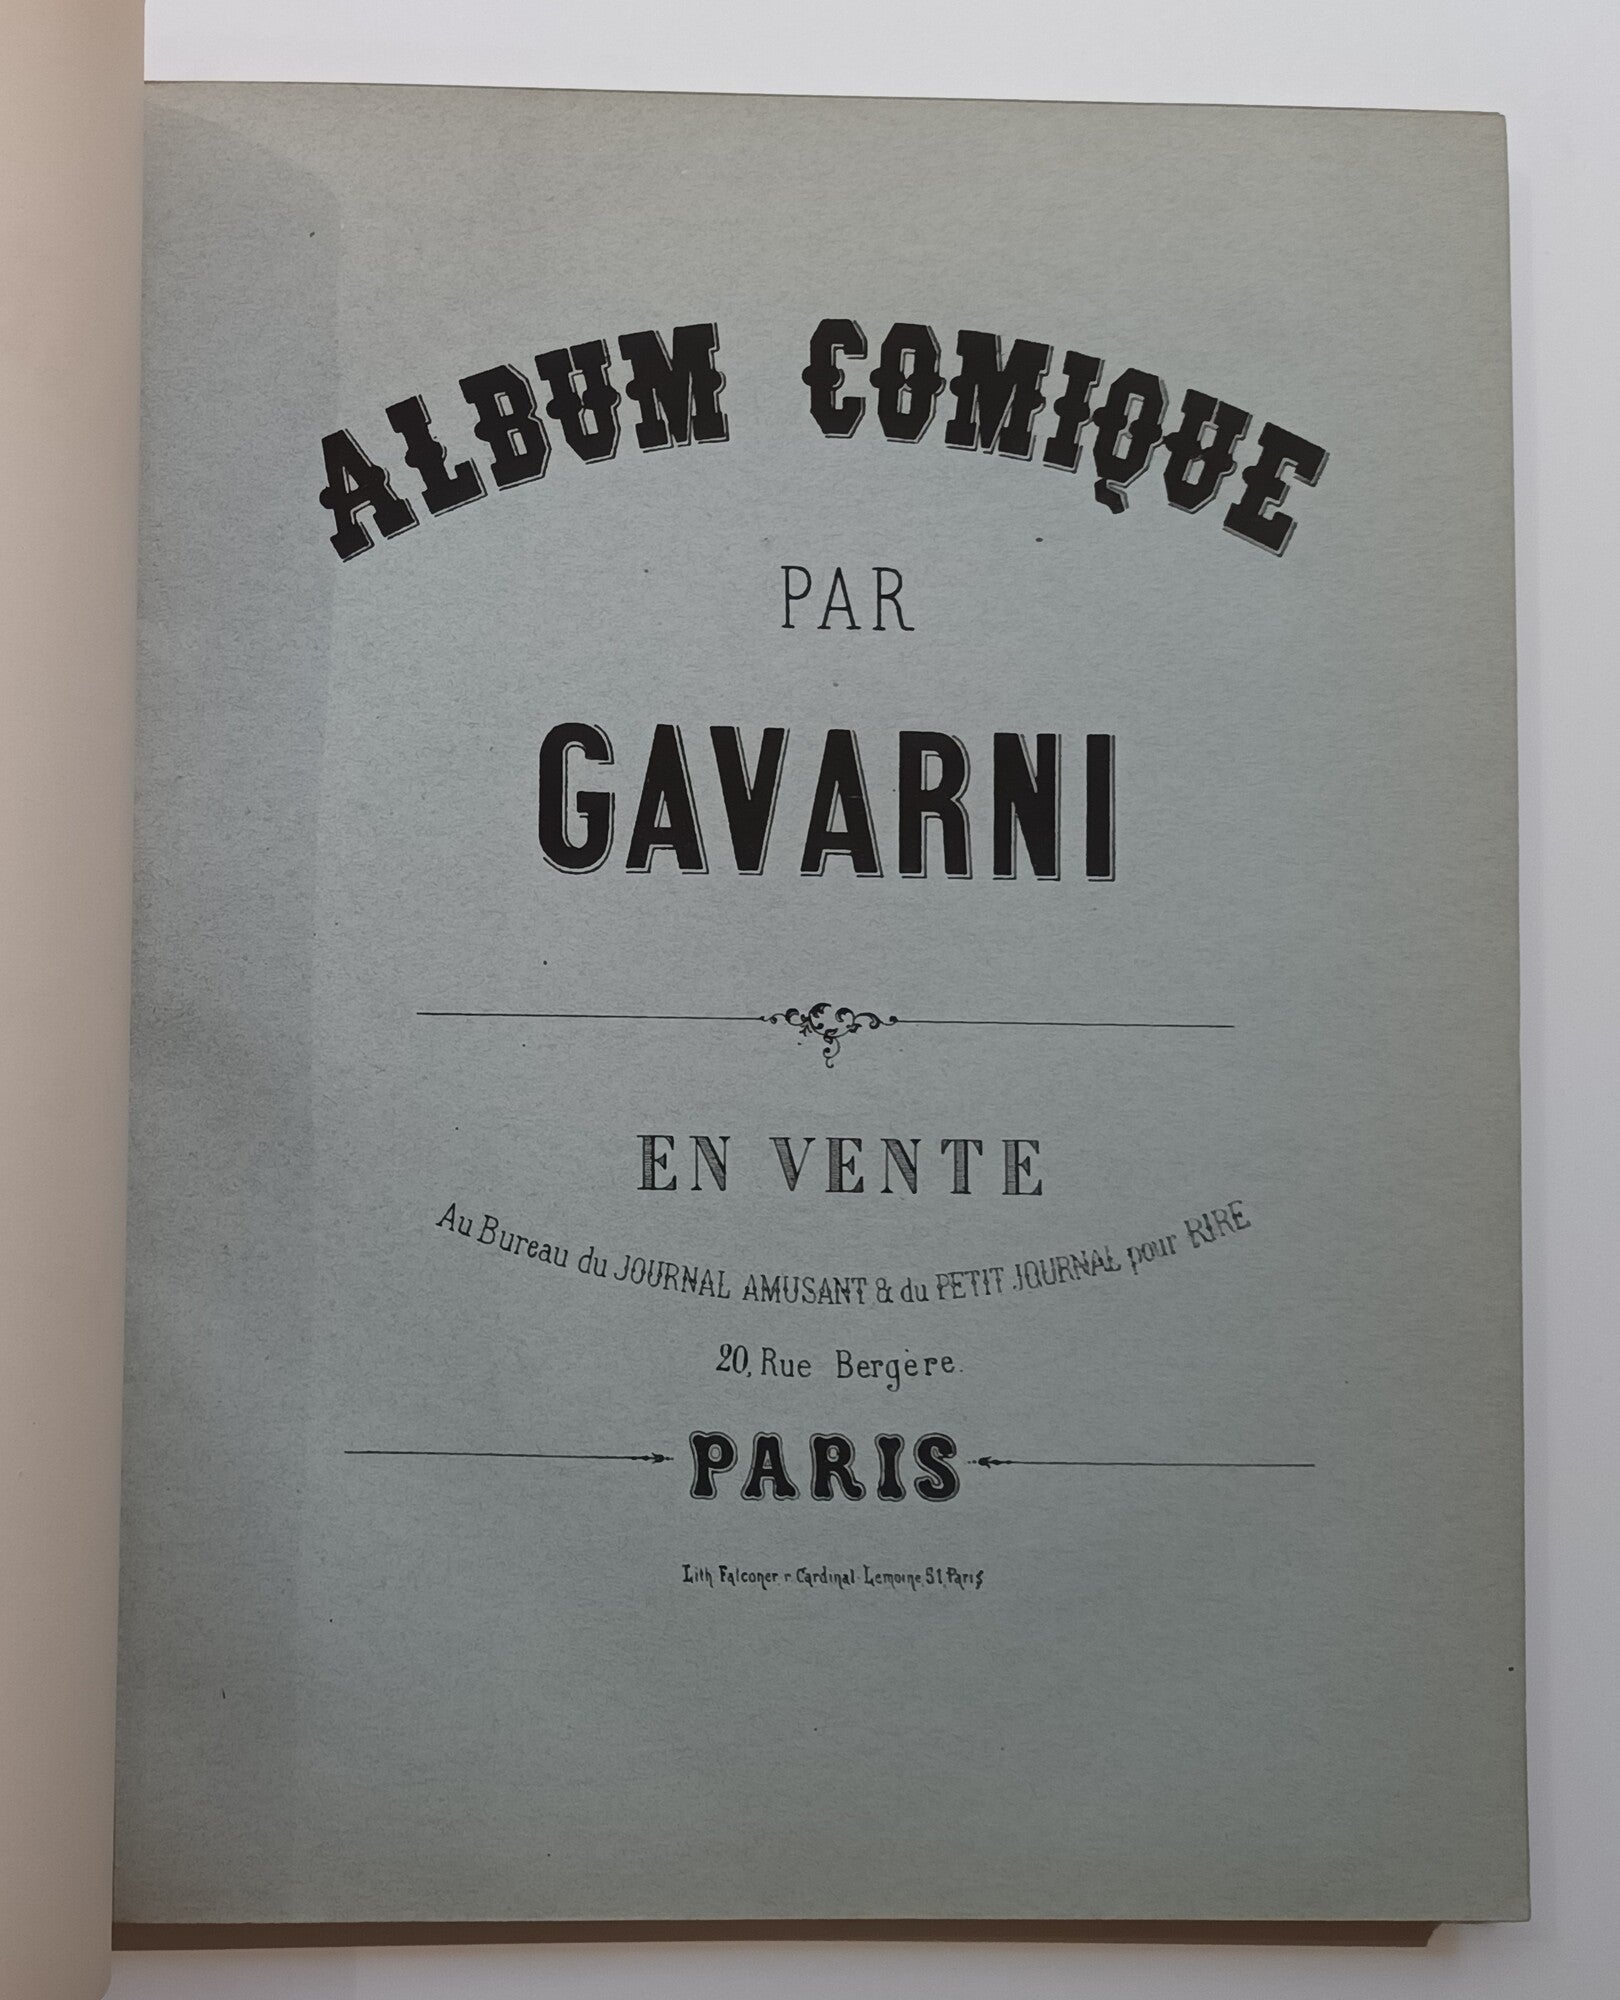 ALBUM COMIQUE
PAR
GAVARNI
EN VENTE
Au Bureau du JOURNAL AMUSANT & du PETIT JOURNAL pour RIRE
20, Rue Bergère.
PARIS
Lith Falconer r Cardinal-Lemoine, 51, Paris